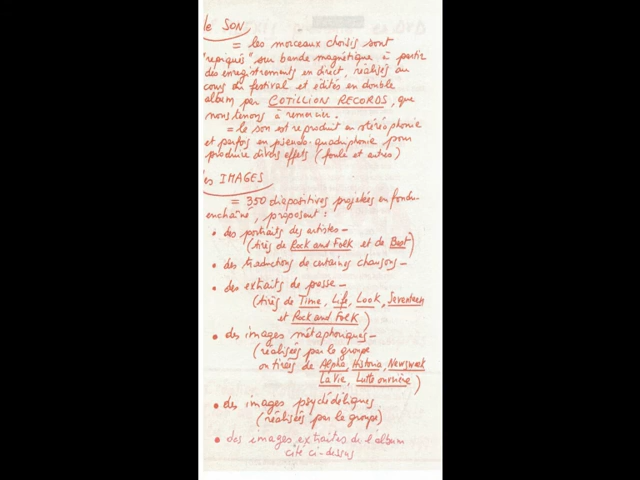 le SON
= les morceaux choisis sont
"repiqués" sur bande magnétique à partir
des enregistrements en direct, réalisés au
cours du festival et édités en double
album par COTILLION RECORDS, que
nous tenons à remercier.
= le son est reproduit en stéréophonie
et parfois en pseudo-quadriphonie pour
produire divers effets (foule et autres)
les IMAGES
= 350 diapositives projetées en fondu-
enchaîné, proposent :
• des portraits des artistes-
(tirés de Rock and Folk et de Best)
• des traductions de certaines chansons-
• des extraits de presse-
(tirés de Time, Life, Look, Seventeen
et Rock and Folk)
• des images métaphoriques-
(réalisées par le groupe
ou tirées de Alpha, Historia, Newsweek
La Vie, Lutte ouvrière)
• des images psychédéliques
(réalisées par le groupe)
• des images extraites de l'album
cité ci-dessus